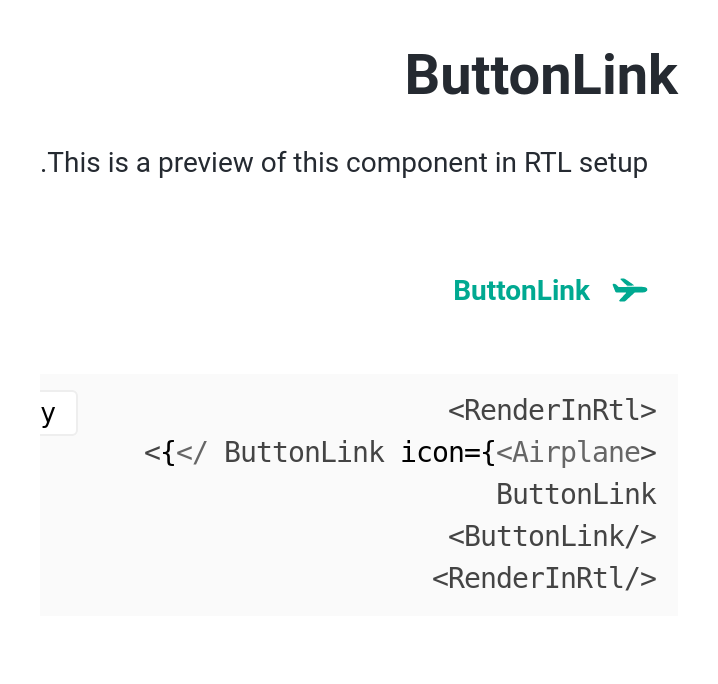 ButtonLink
.This is a preview of this component in RTL setup
ButtonLink
y
<RenderInRtl>
<{</ ButtonLink icon={<Airplane>
ButtonLink
<ButtonLink/>
<RenderInRtl/>